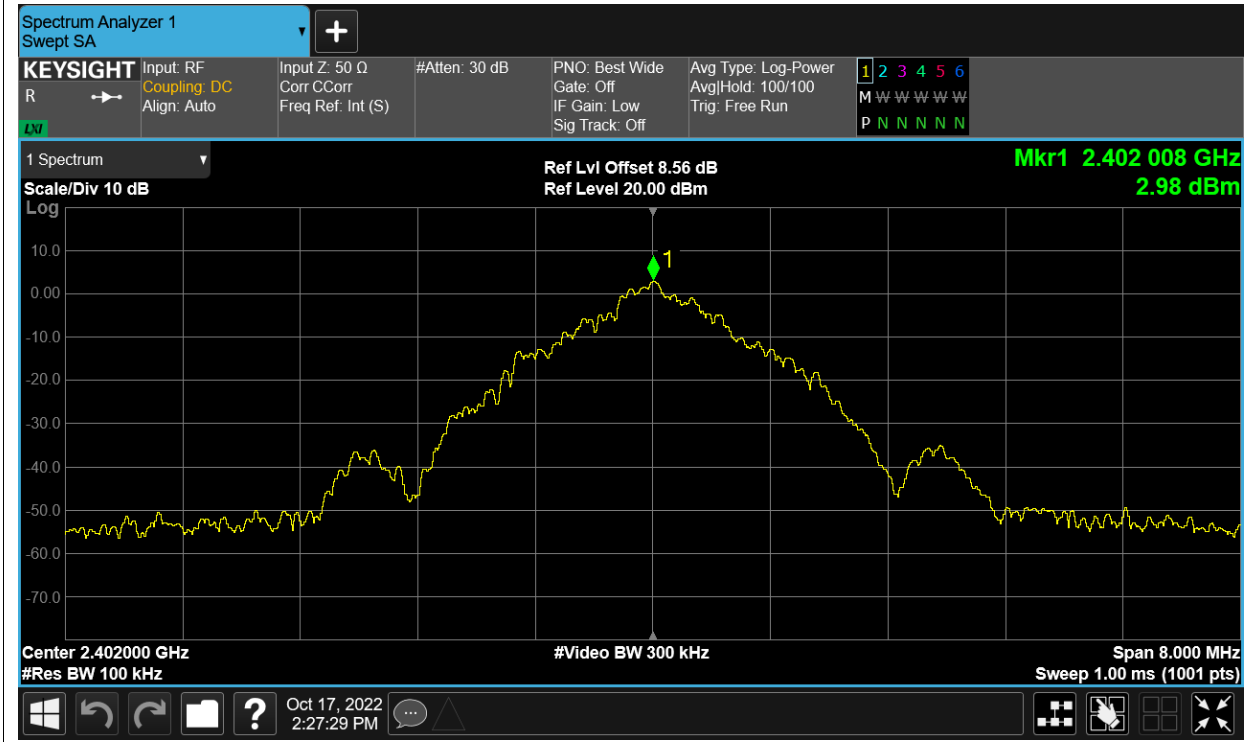 Spectrum Analyzer 1
Swept SA
KEYSIGHT
R
LXI
Input: RF
Coupling: DC
Align: Auto
Input Z: 50 Ω
Corr CCorr
Freq Ref: Int (S)
#Atten: 30 dB
PNO: Best Wide
Gate: Off
IF Gain: Low
Sig Track: Off
Avg Type: Log-Power
Avg|Hold: 100/100
Trig: Free Run
1 2 3 4 5 6
M W W W W W
P N N N N N
1 Spectrum
Scale/Div 10 dB
Log
Ref Lvl Offset 8.56 dB
Ref Level 20.00 dBm
Mkr1 2.402 008 GHz
2.98 dBm
1
10.0
0.00
-10.0
-20.0
-30.0
-40.0
-50.0
-60.0
-70.0
Center 2.402000 GHz
#Video BW 300 kHz
Span 8.000 MHz
#Res BW 100 kHz
Sweep 1.00 ms (1001 pts)
?
Oct 17, 2022
2:27:29 PM